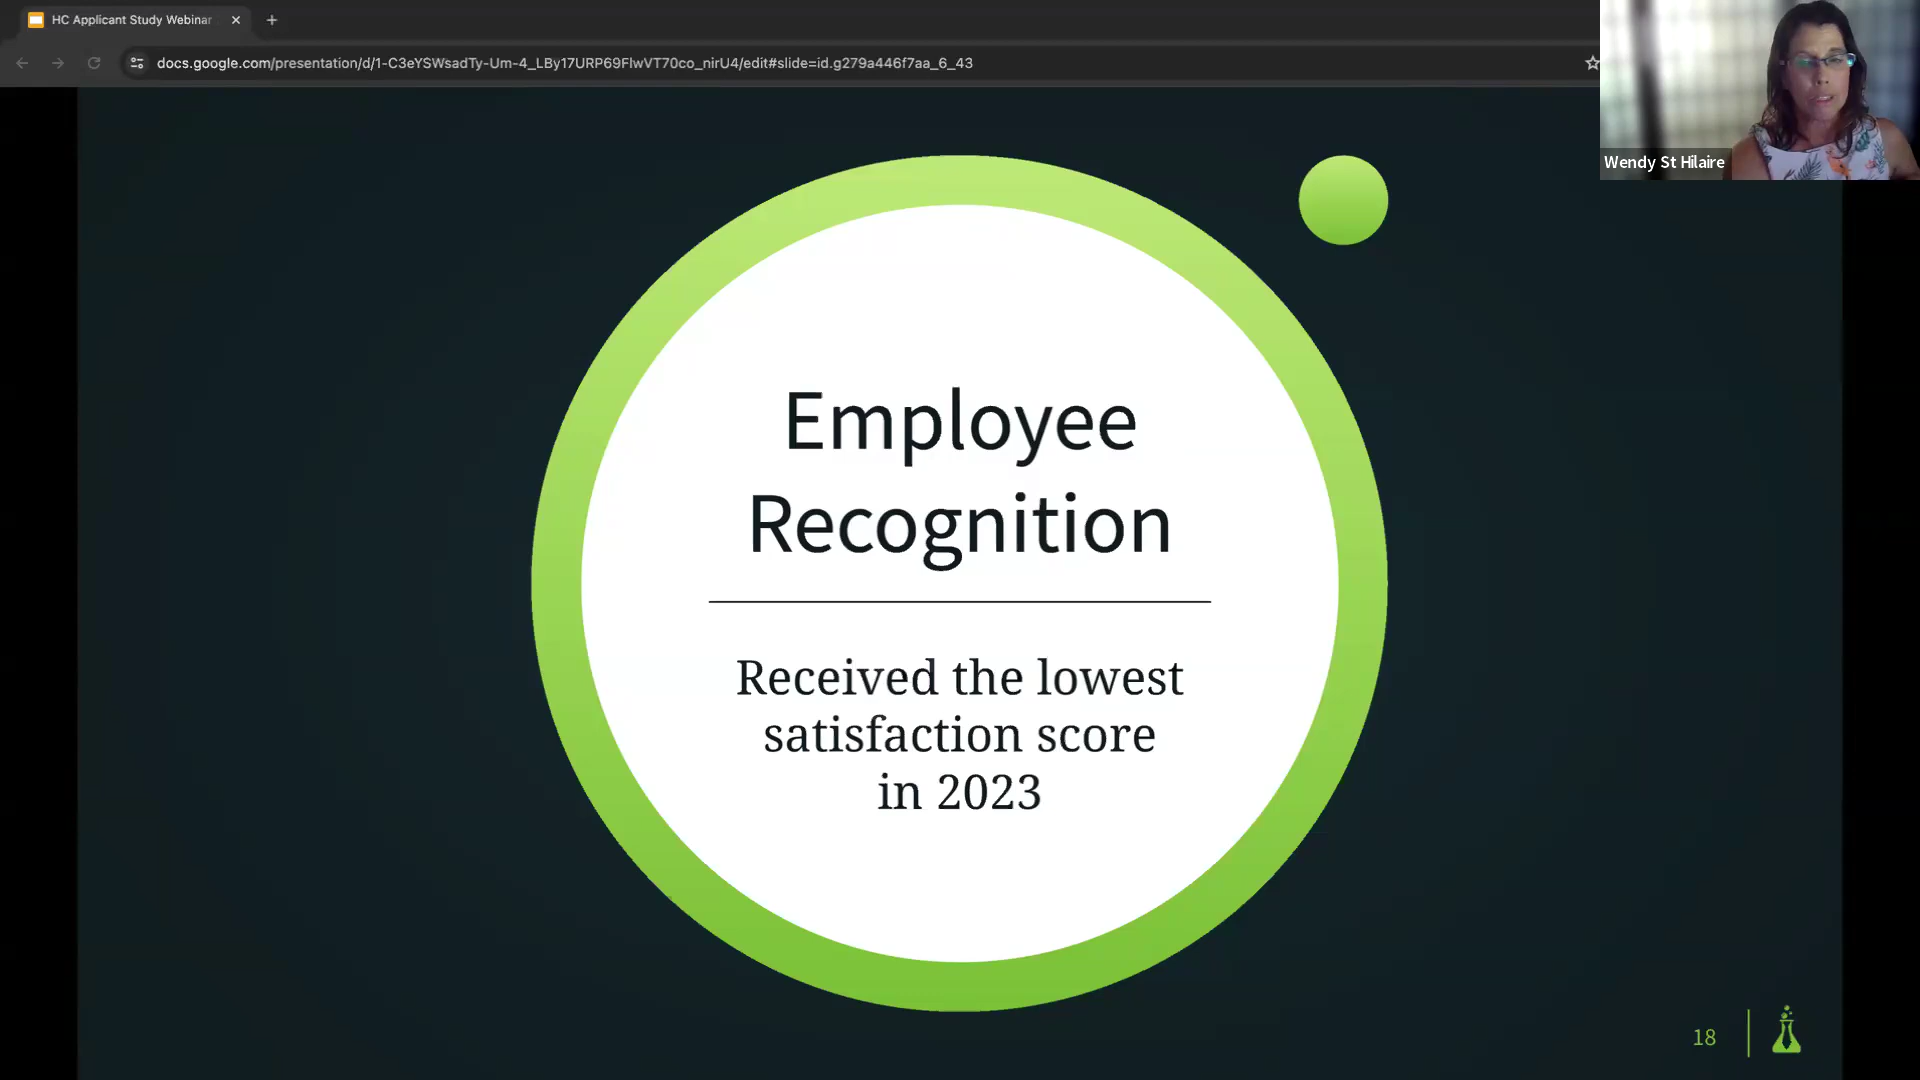 HC Applicant Study Webinar
docs.google.com/presentation/d/1-C3eYSWsadTy-Um-4_LBy17URP69FlwVT70co_nirU4/edit#slide=id.g279a446f7aa_6_43
Wendy St Hilaire
Employee
Recognition
Received the lowest
satisfaction score
in 2023
18